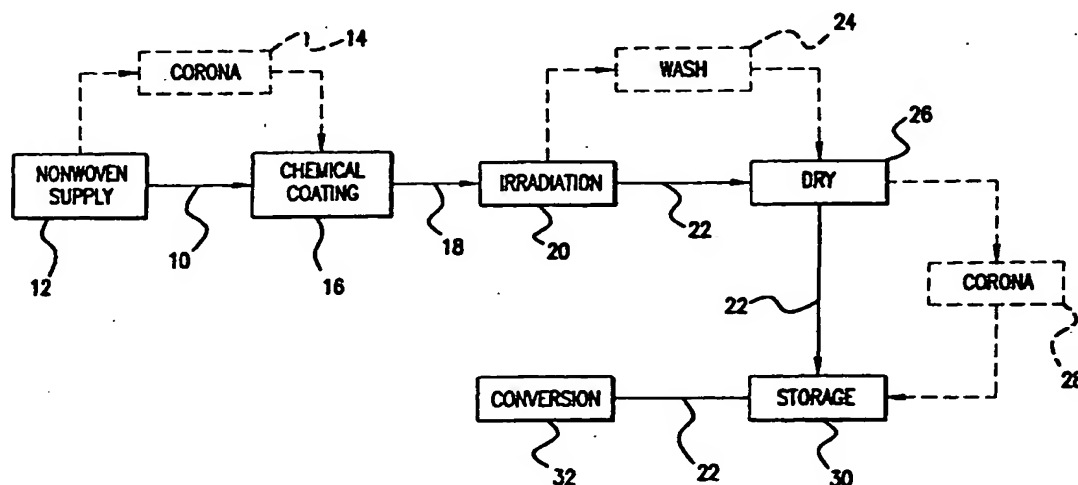 14
CORONA
24
WASH
26
NONWOVEN
SUPPLY
CHEMICAL
COATING
IRRADIATION
DRY
12
10
16
18
20
22
CORONA
28
22
CONVERSION
STORAGE
32
22
30